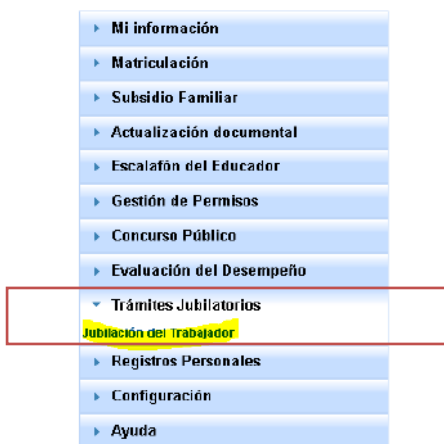 Mi información
Matriculación
Subsidio Familiar
Actualización documental
Escalafón del Educador
Gestión de Permisos
Concurso Público
Evaluación del Desempeño
Trámites Jubilatorios
Jubilación del Trabajador
Registros Personales
Configuración
Ayuda